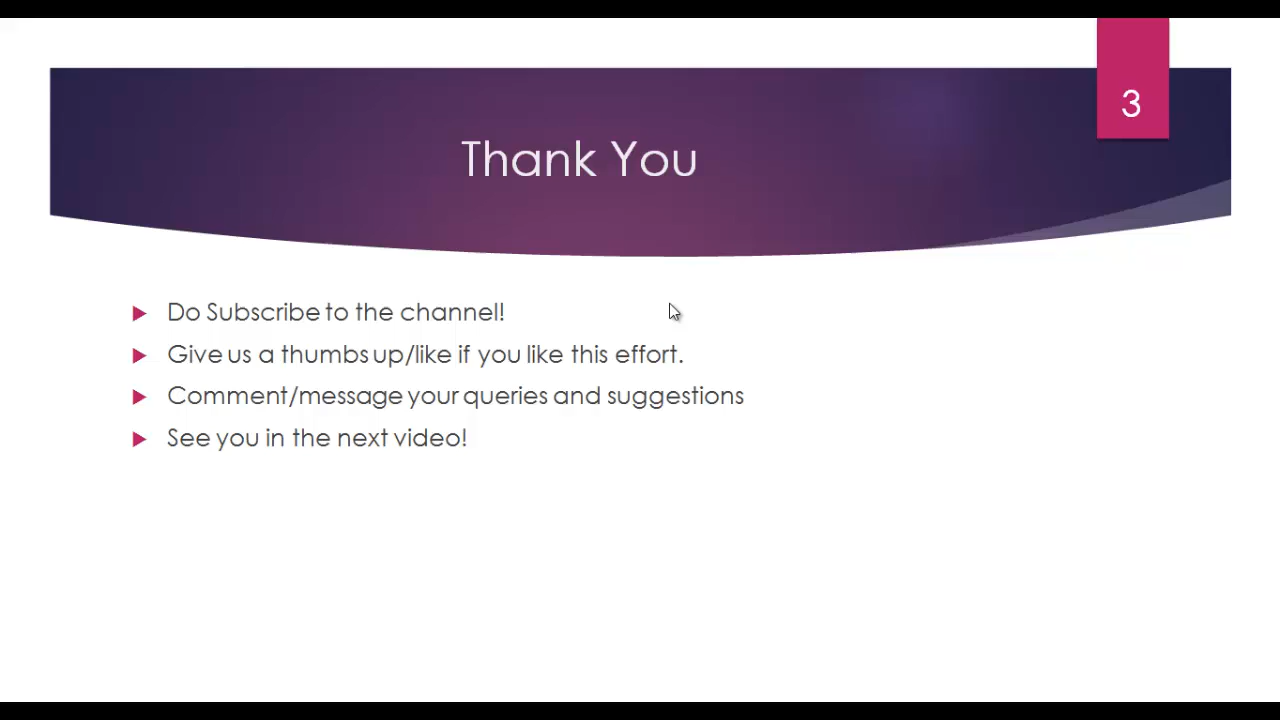 3
Thank You
Do Subscribe to the channel!
Give us a thumbs up/like if you like this effort.
Comment/message your queries and suggestions
See you in the next video!